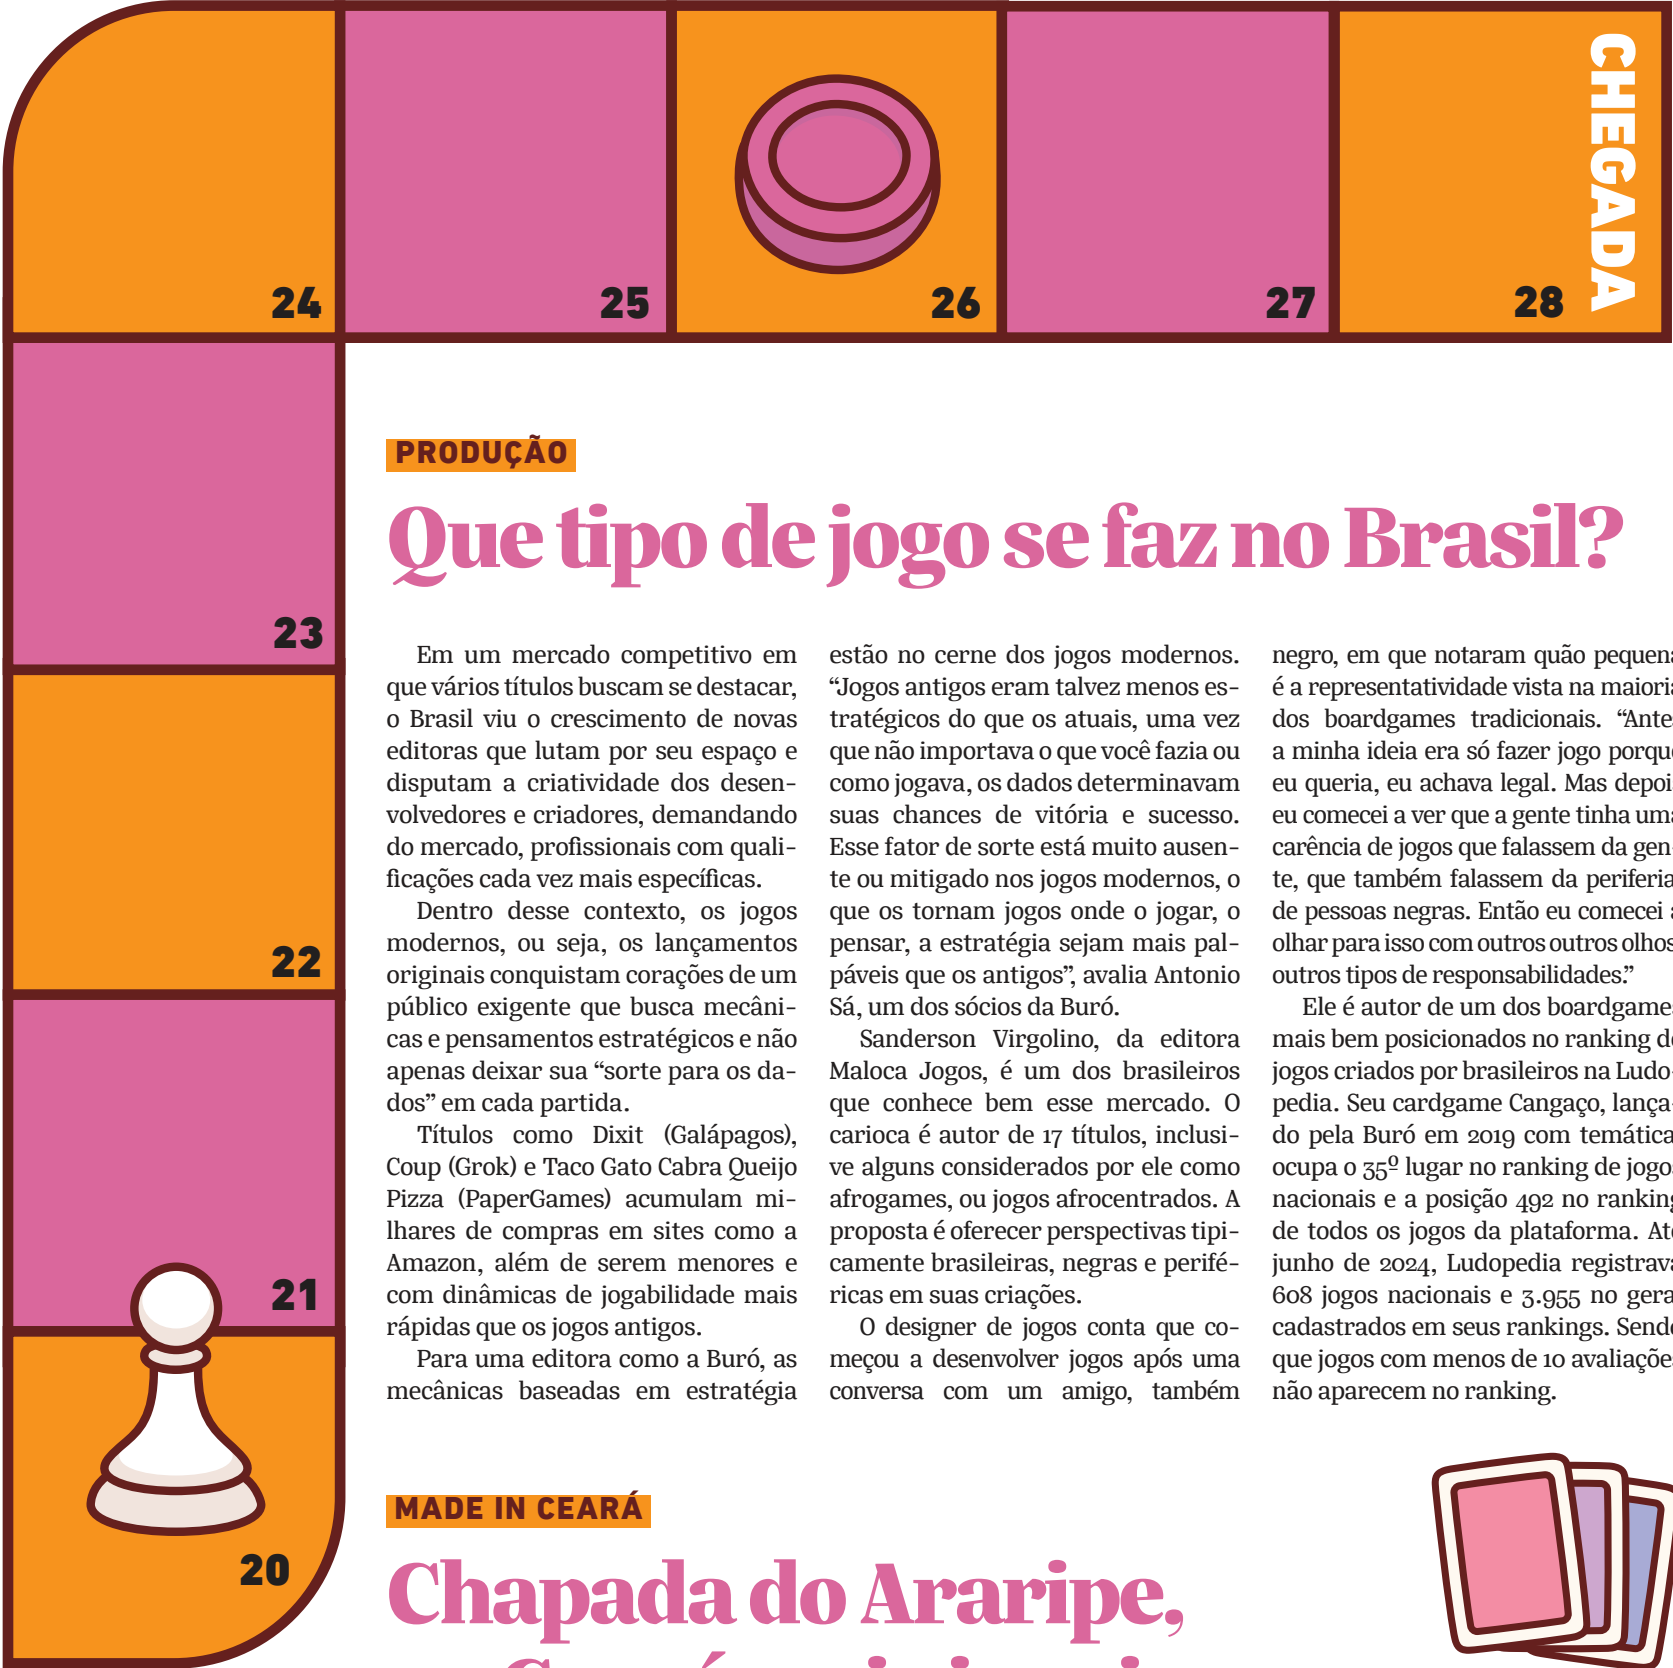 CHEGADA
24
25
26
27
28
23
22
21
20
PRODUÇÃO
Que tipo de jogo se faz no Brasil?
Em um mercado competitivo em
que vários títulos buscam se destacar,
o Brasil viu o crescimento de novas
editoras que lutam por seu espaço e
disputam a criatividade dos desen-
volvedores e criadores, demandando
do mercado, profissionais com quali-
ficações cada vez mais específicas.
Dentro desse contexto, os jogos
modernos, ou seja, os lançamentos
originais conquistam corações de um
público exigente que busca mecâni-
cas e pensamentos estratégicos e não
apenas deixar sua “sorte para os da-
dos” em cada partida.
Títulos como Dixit (Galápagos),
Coup (Grok) e Taco Gato Cabra Queijo
Pizza (PaperGames) acumulam mi-
lhares de compras em sites como a
Amazon, além de serem menores e
com dinâmicas de jogabilidade mais
rápidas que os jogos antigos.
Para uma editora como a Buró, as
mecânicas baseadas em estratégia
estão no cerne dos jogos modernos.
“Jogos antigos eram talvez menos es-
tratégicos do que os atuais, uma vez
que não importava o que você fazia ou
como jogava, os dados determinavam
suas chances de vitória e sucesso.
Esse fator de sorte está muito ausen-
te ou mitigado nos jogos modernos, o
que os tornam jogos onde o jogar, o
pensar, a estratégia sejam mais pal-
páveis que os antigos”, avalia Antonio
Sá, um dos sócios da Buró.
Sanderson Virgolino, da editora
Maloca Jogos, é um dos brasileiros
que conhece bem esse mercado. O
carioca é autor de 17 títulos, inclusi-
ve alguns considerados por ele como
afrogames, ou jogos afrocentrados. A
proposta é oferecer perspectivas tipi-
camente brasileiras, negras e perifé-
ricas em suas criações.
O designer de jogos conta que co-
meçou a desenvolver jogos após uma
conversa com um amigo, também
negro, em que notaram quão pequena
é a representatividade vista na maioria
dos boardgames tradicionais. “Antes
a minha ideia era só fazer jogo porque
eu queria, eu achava legal. Mas depois
eu comecei a ver que a gente tinha uma
carência de jogos que falassem da gen-
te, que também falassem da periferia,
de pessoas negras. Então eu comecei a
olhar para isso com outros outros olhos,
outros tipos de responsabilidades.”
Ele é autor de um dos boardgames
mais bem posicionados no ranking de
jogos criados por brasileiros na Ludo-
pedia. Seu cardgame Cangaço, lança-
do pela Buró em 2019 com temática,
ocupa o 35º lugar no ranking de jogos
nacionais e a posição 492 no ranking
de todos os jogos da plataforma. Até
junho de 2024, Ludopedia registrava
608 jogos nacionais e 3.955 no geral
cadastrados em seus rankings. Sendo
que jogos com menos de 10 avaliações
não aparecem no ranking.
MADE IN CEARÁ
Chapada do Araripe,